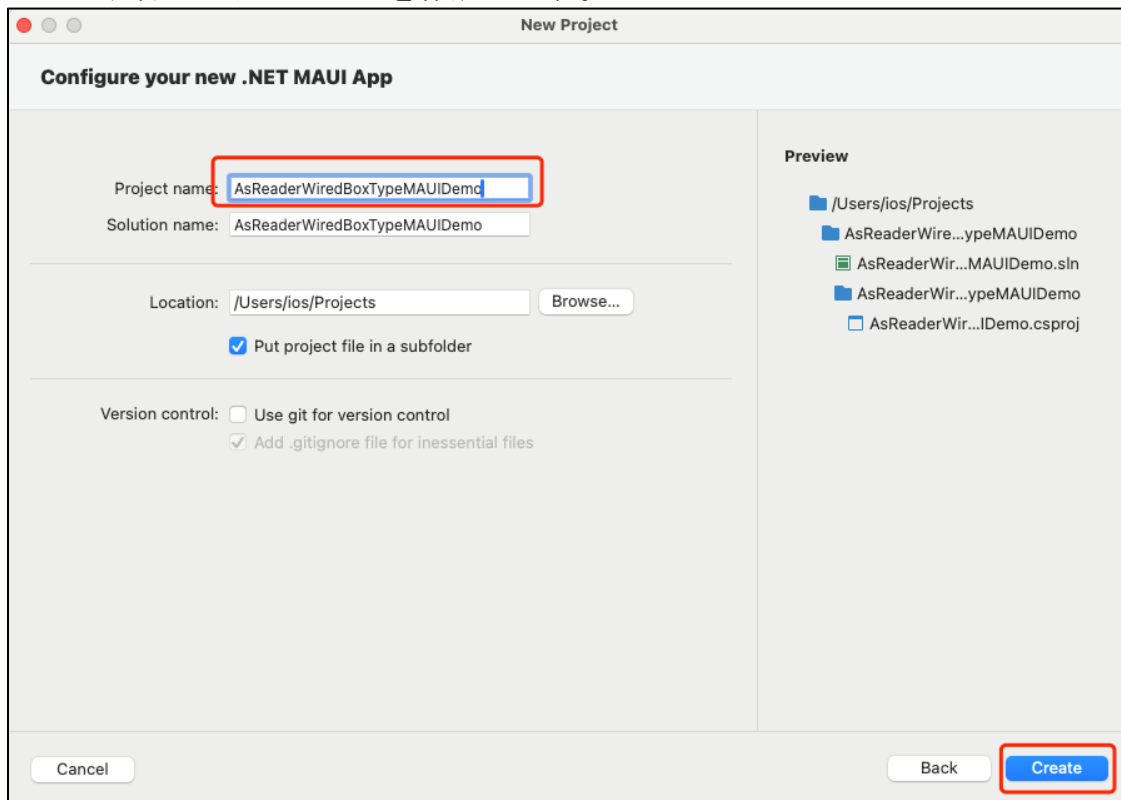 New Project
Configure your new .NET MAUI App
Project name: AsReaderWiredBoxTypeMAUIDemo
Solution name: AsReaderWiredBoxTypeMAUIDemo
Location: /Users/ios/Projects Browse...
Put project file in a subfolder
Version control: Use git for version control
Add .gitignore file for inessential files
Preview
/Users/ios/Projects
AsReaderWire...ypeMAUIDemo
AsReaderWir...MAUIDemo.sln
AsReaderWir...ypeMAUIDemo
AsReaderWir...IDemo.csproj
Cancel
Back
Create